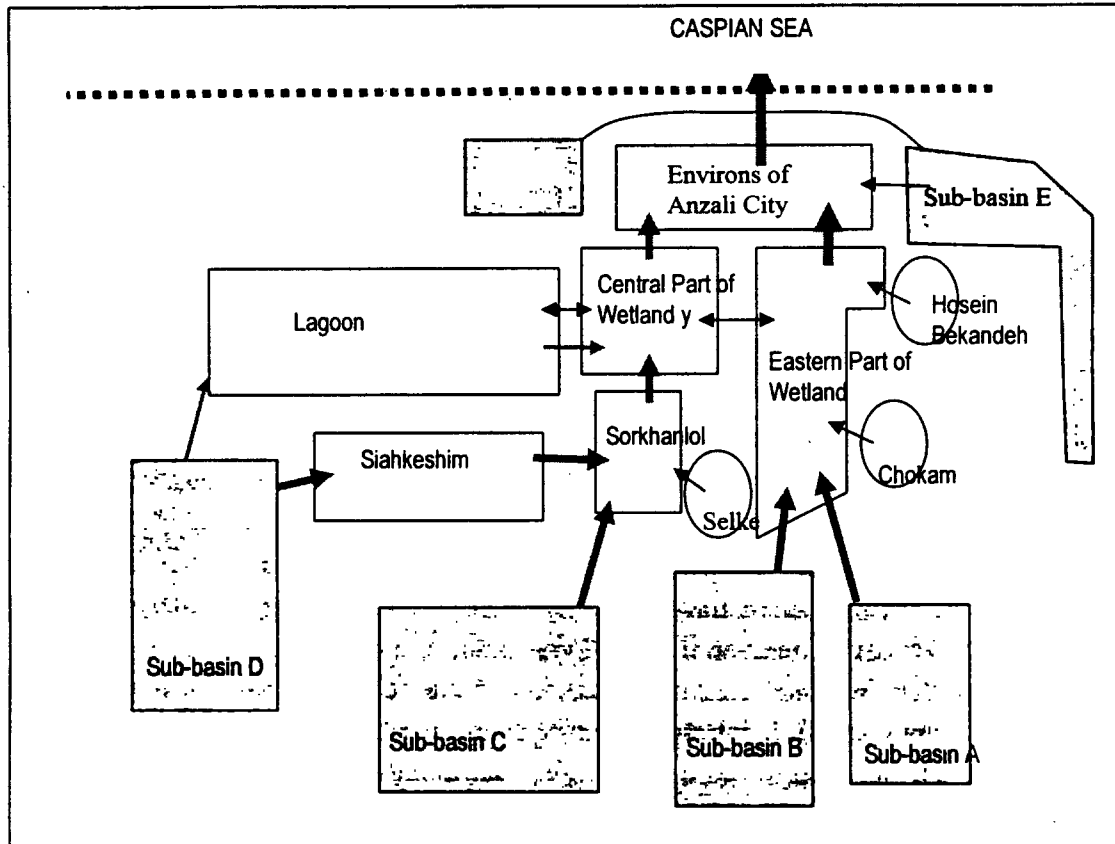 CASPIAN SEA
Environs of
Anzali City
Sub-basin E
Central Part of
Wetland y
Lagoon
Hosein
Bekandeh
Eastern Part of
Wetland
Sorkhanlol
Siahkeshim
Chokam
Selke
Sub-basin D
Sub-basin C
Sub-basin B
Sub-basin A